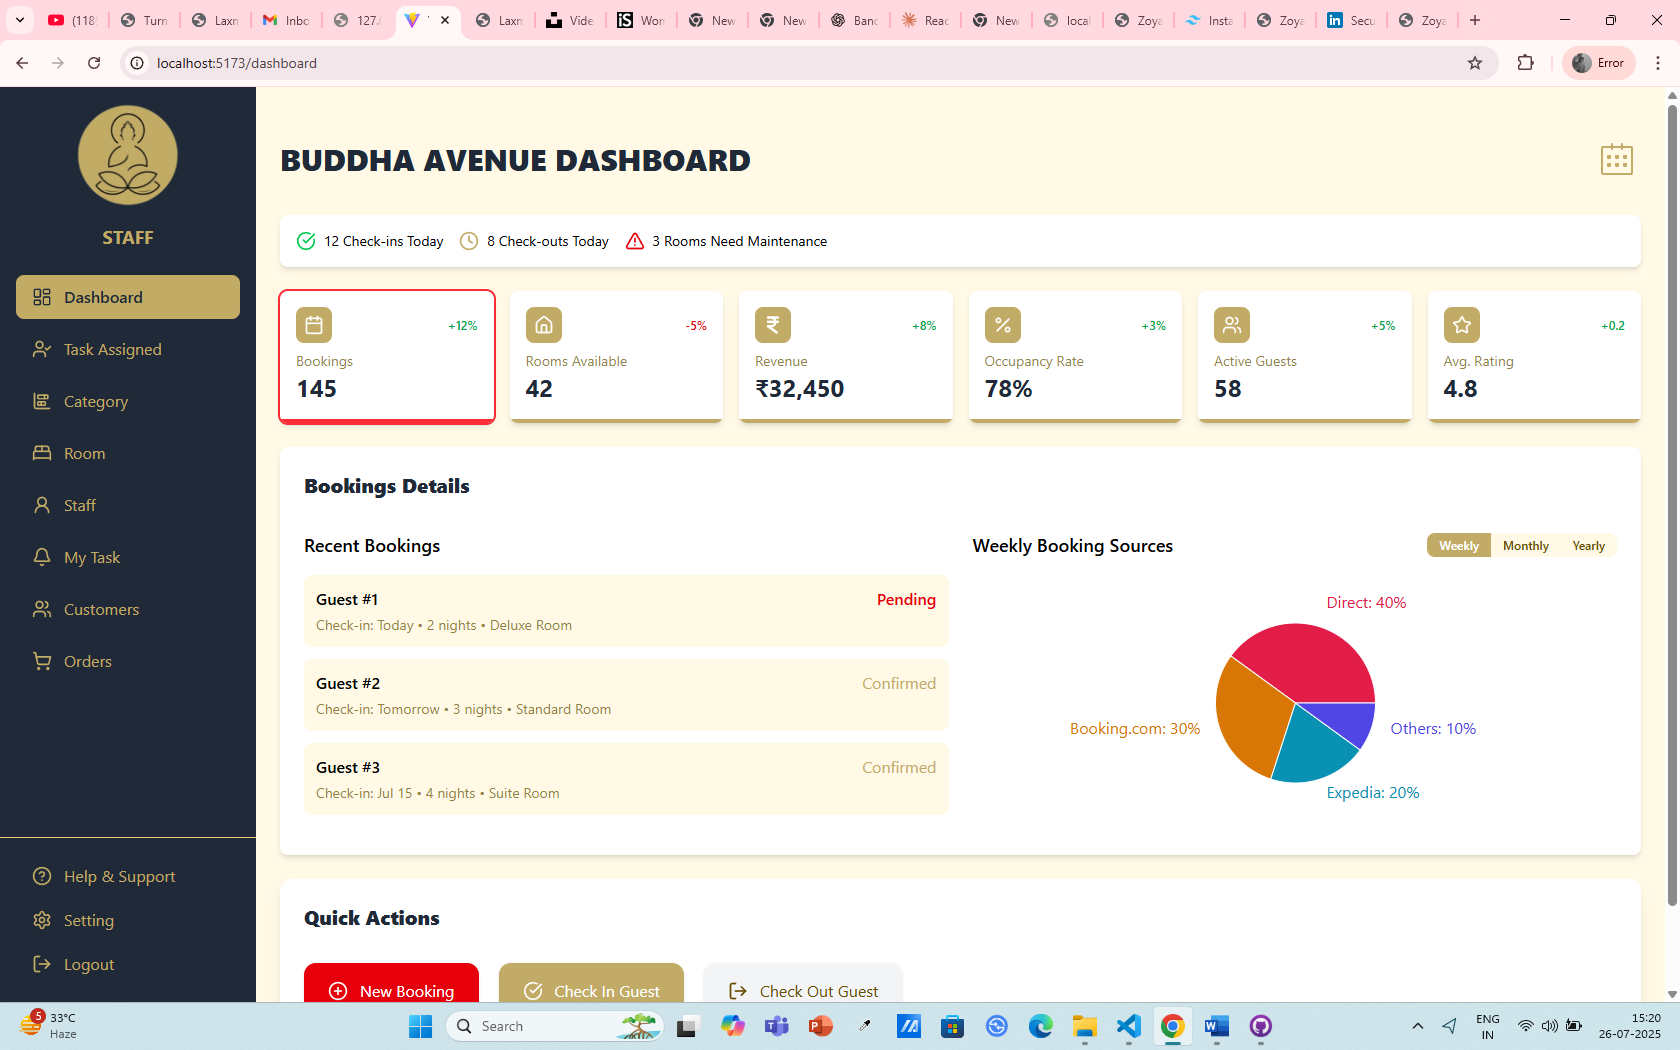 (118
Turn
Laxn
Inbo
127.
Laxn
Vide
Won
New
New
Banc
Reac
New
local
Zoya
Insta
Zoya
Secu
Zoya
localhost:5173/dashboard
Error
STAFF
Dashboard
Task Assigned
Category
Room
Staff
My Task
Customers
Orders
Help & Support
Setting
Logout
BUDDHA AVENUE DASHBOARD
12 Check-ins Today
8 Check-outs Today
3 Rooms Need Maintenance
+12%
Bookings
145
-5%
Rooms Available
42
+8%
Revenue
₹32,450
+3%
Occupancy Rate
78%
+5%
Active Guests
58
+0.2
Avg. Rating
4.8
Bookings Details
Recent Bookings
Guest #1
Pending
Check-in: Today • 2 nights • Deluxe Room
Guest #2
Confirmed
Check-in: Tomorrow • 3 nights • Standard Room
Guest #3
Confirmed
Check-in: Jul 15 • 4 nights • Suite Room
Weekly Booking Sources
Weekly
Monthly
Yearly
Direct: 40%
Booking.com: 30%
Others: 10%
Expedia: 20%
Quick Actions
New Booking
Check In Guest
Check Out Guest
5
33°C
Haze
Search
ENG
IN
15:20
26-07-2025